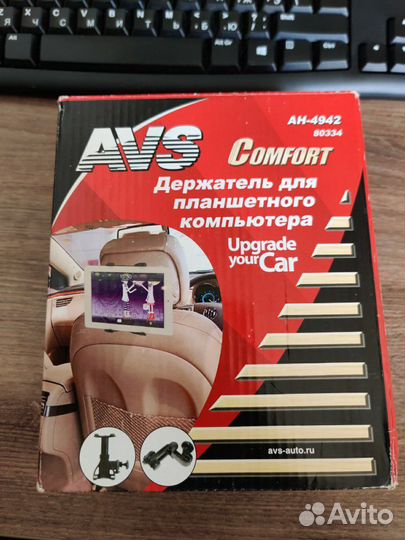 AVS
AH-4942
80334
COMFORT
Держатель для
планшетного
компьютера
Upgrade
your Car
avs-auto.ru
Avito